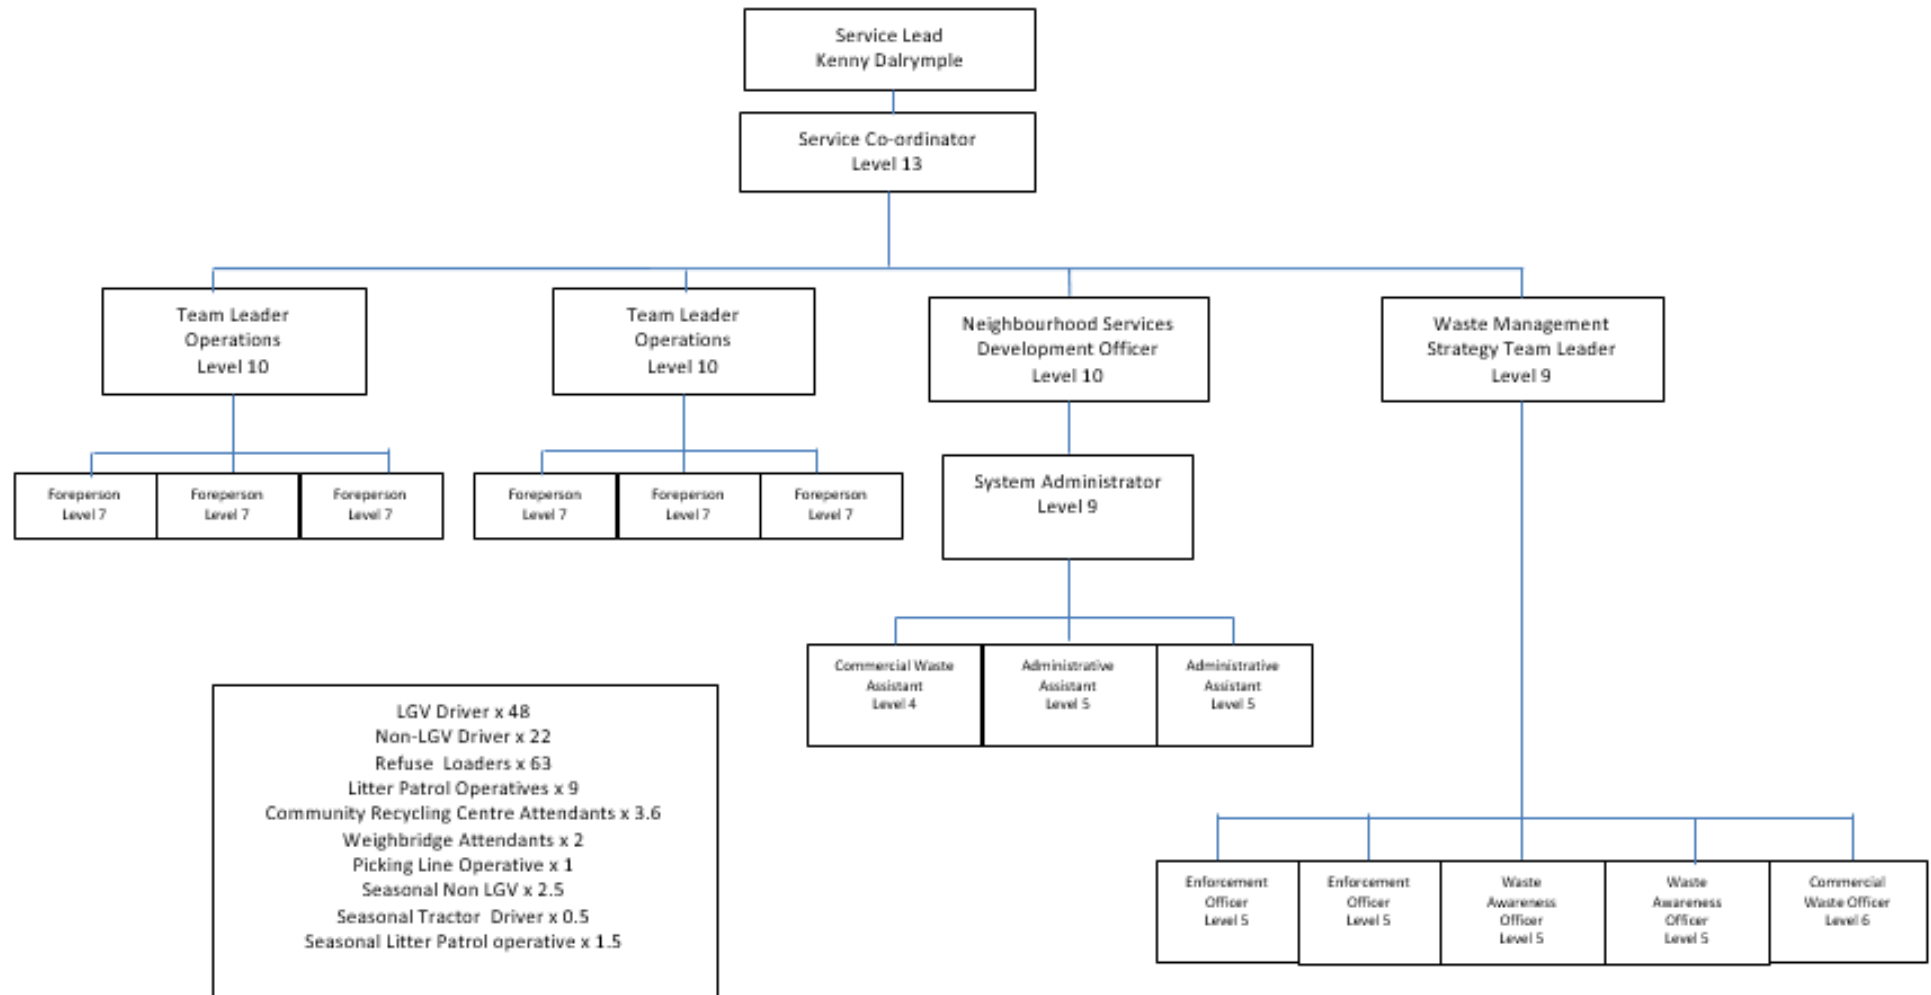 Service Lead
Kenny Dalrymple
Service Co-ordinator
Level 13
Team Leader
Operations
Level 10
Team Leader
Operations
Level 10
Neighbourhood Services
Development Officer
Level 10
Waste Management
Strategy Team Leader
Level 9
Foreperson
Level 7
Foreperson
Level 7
Foreperson
Level 7
Foreperson
Level 7
Foreperson
Level 7
Foreperson
Level 7
System Administrator
Level 9
Commercial Waste
Assistant
Level 4
Administrative
Assistant
Level 5
Administrative
Assistant
Level 5
LGV Driver x 48
Non-LGV Driver x 22
Refuse Loaders x 63
Litter Patrol Operatives x 9
Community Recycling Centre Attendants x 3.6
Weighbridge Attendants x 2
Picking Line Operative x 1
Seasonal Non LGV x 2.5
Seasonal Tractor Driver x 0.5
Seasonal Litter Patrol operative x 1.5
Enforcement
Officer
Level 5
Enforcement
Officer
Level 5
Waste
Awareness
Officer
Level 5
Waste
Awareness
Officer
Level 5
Commercial
Waste Officer
Level 6